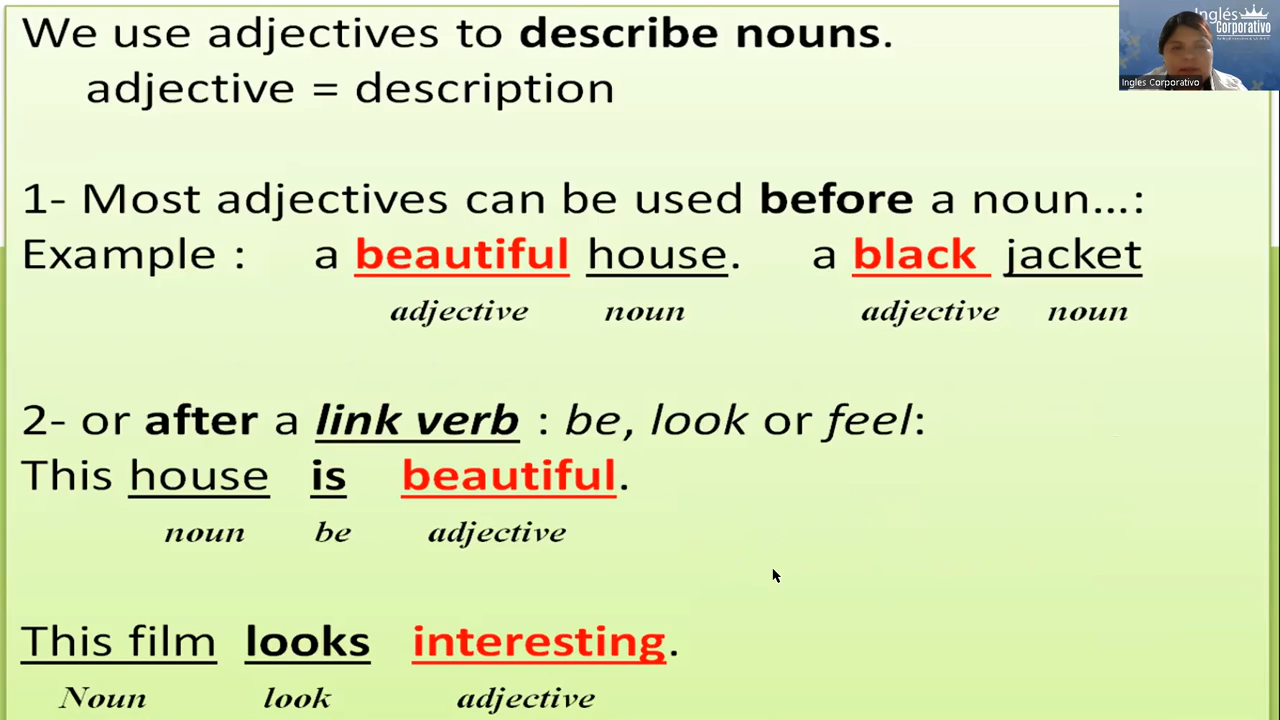 We use adjectives to describe nouns.
adjective = description
Inglés
Corporativo
Ingles Corporativo
1- Most adjectives can be used before a noun...:
Example : a beautiful house. a black jacket
adjective noun adjective noun
2- or after a link verb : be, look or feel:
This house is beautiful.
noun be adjective
This film looks interesting.
Noun look adjective